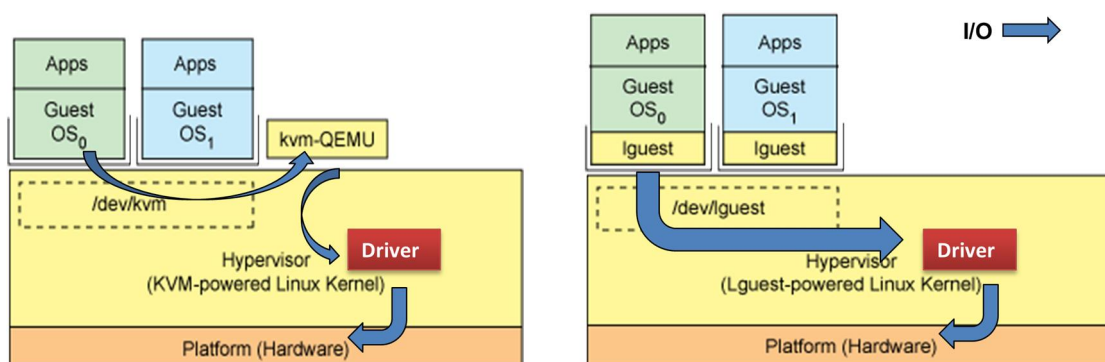 Apps
Guest
OS0
Apps
Guest
OS1
kvm-QEMU
/dev/kvm
Driver
Hypervisor
(KVM-powered Linux Kernel)
Platform (Hardware)
I/O
Apps
Guest
OS0
lguest
Apps
Guest
OS1
lguest
/dev/lguest
Driver
Hypervisor
(Lguest-powered Linux Kernel)
Platform (Hardware)